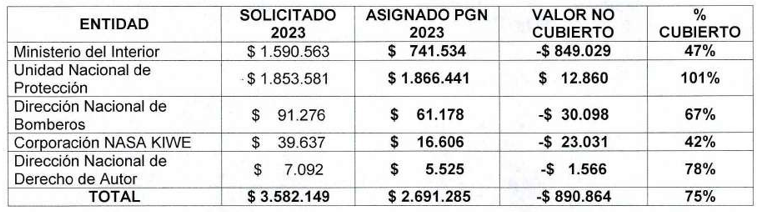 ENTIDAD SOLICITADO 2023 ASIGNADO PGN 2023 VALOR NO CUBIERTO % CUBIERTO
Ministerio del Interior $ 1.590.563 $ 741.534 -$ 849.029 47%
Unidad Nacional de Protección $ 1.853.581 $ 1.866.441 $ 12.860 101%
Dirección Nacional de Bomberos $ 91.276 $ 61.178 -$ 30.098 67%
Corporación NASA KIWE $ 39.637 $ 16.606 -$ 23.031 42%
Dirección Nacional de Derecho de Autor $ 7.092 $ 5.525 -$ 1.566 78%
TOTAL $ 3.582.149 $ 2.691.285 -$ 890.864 75%